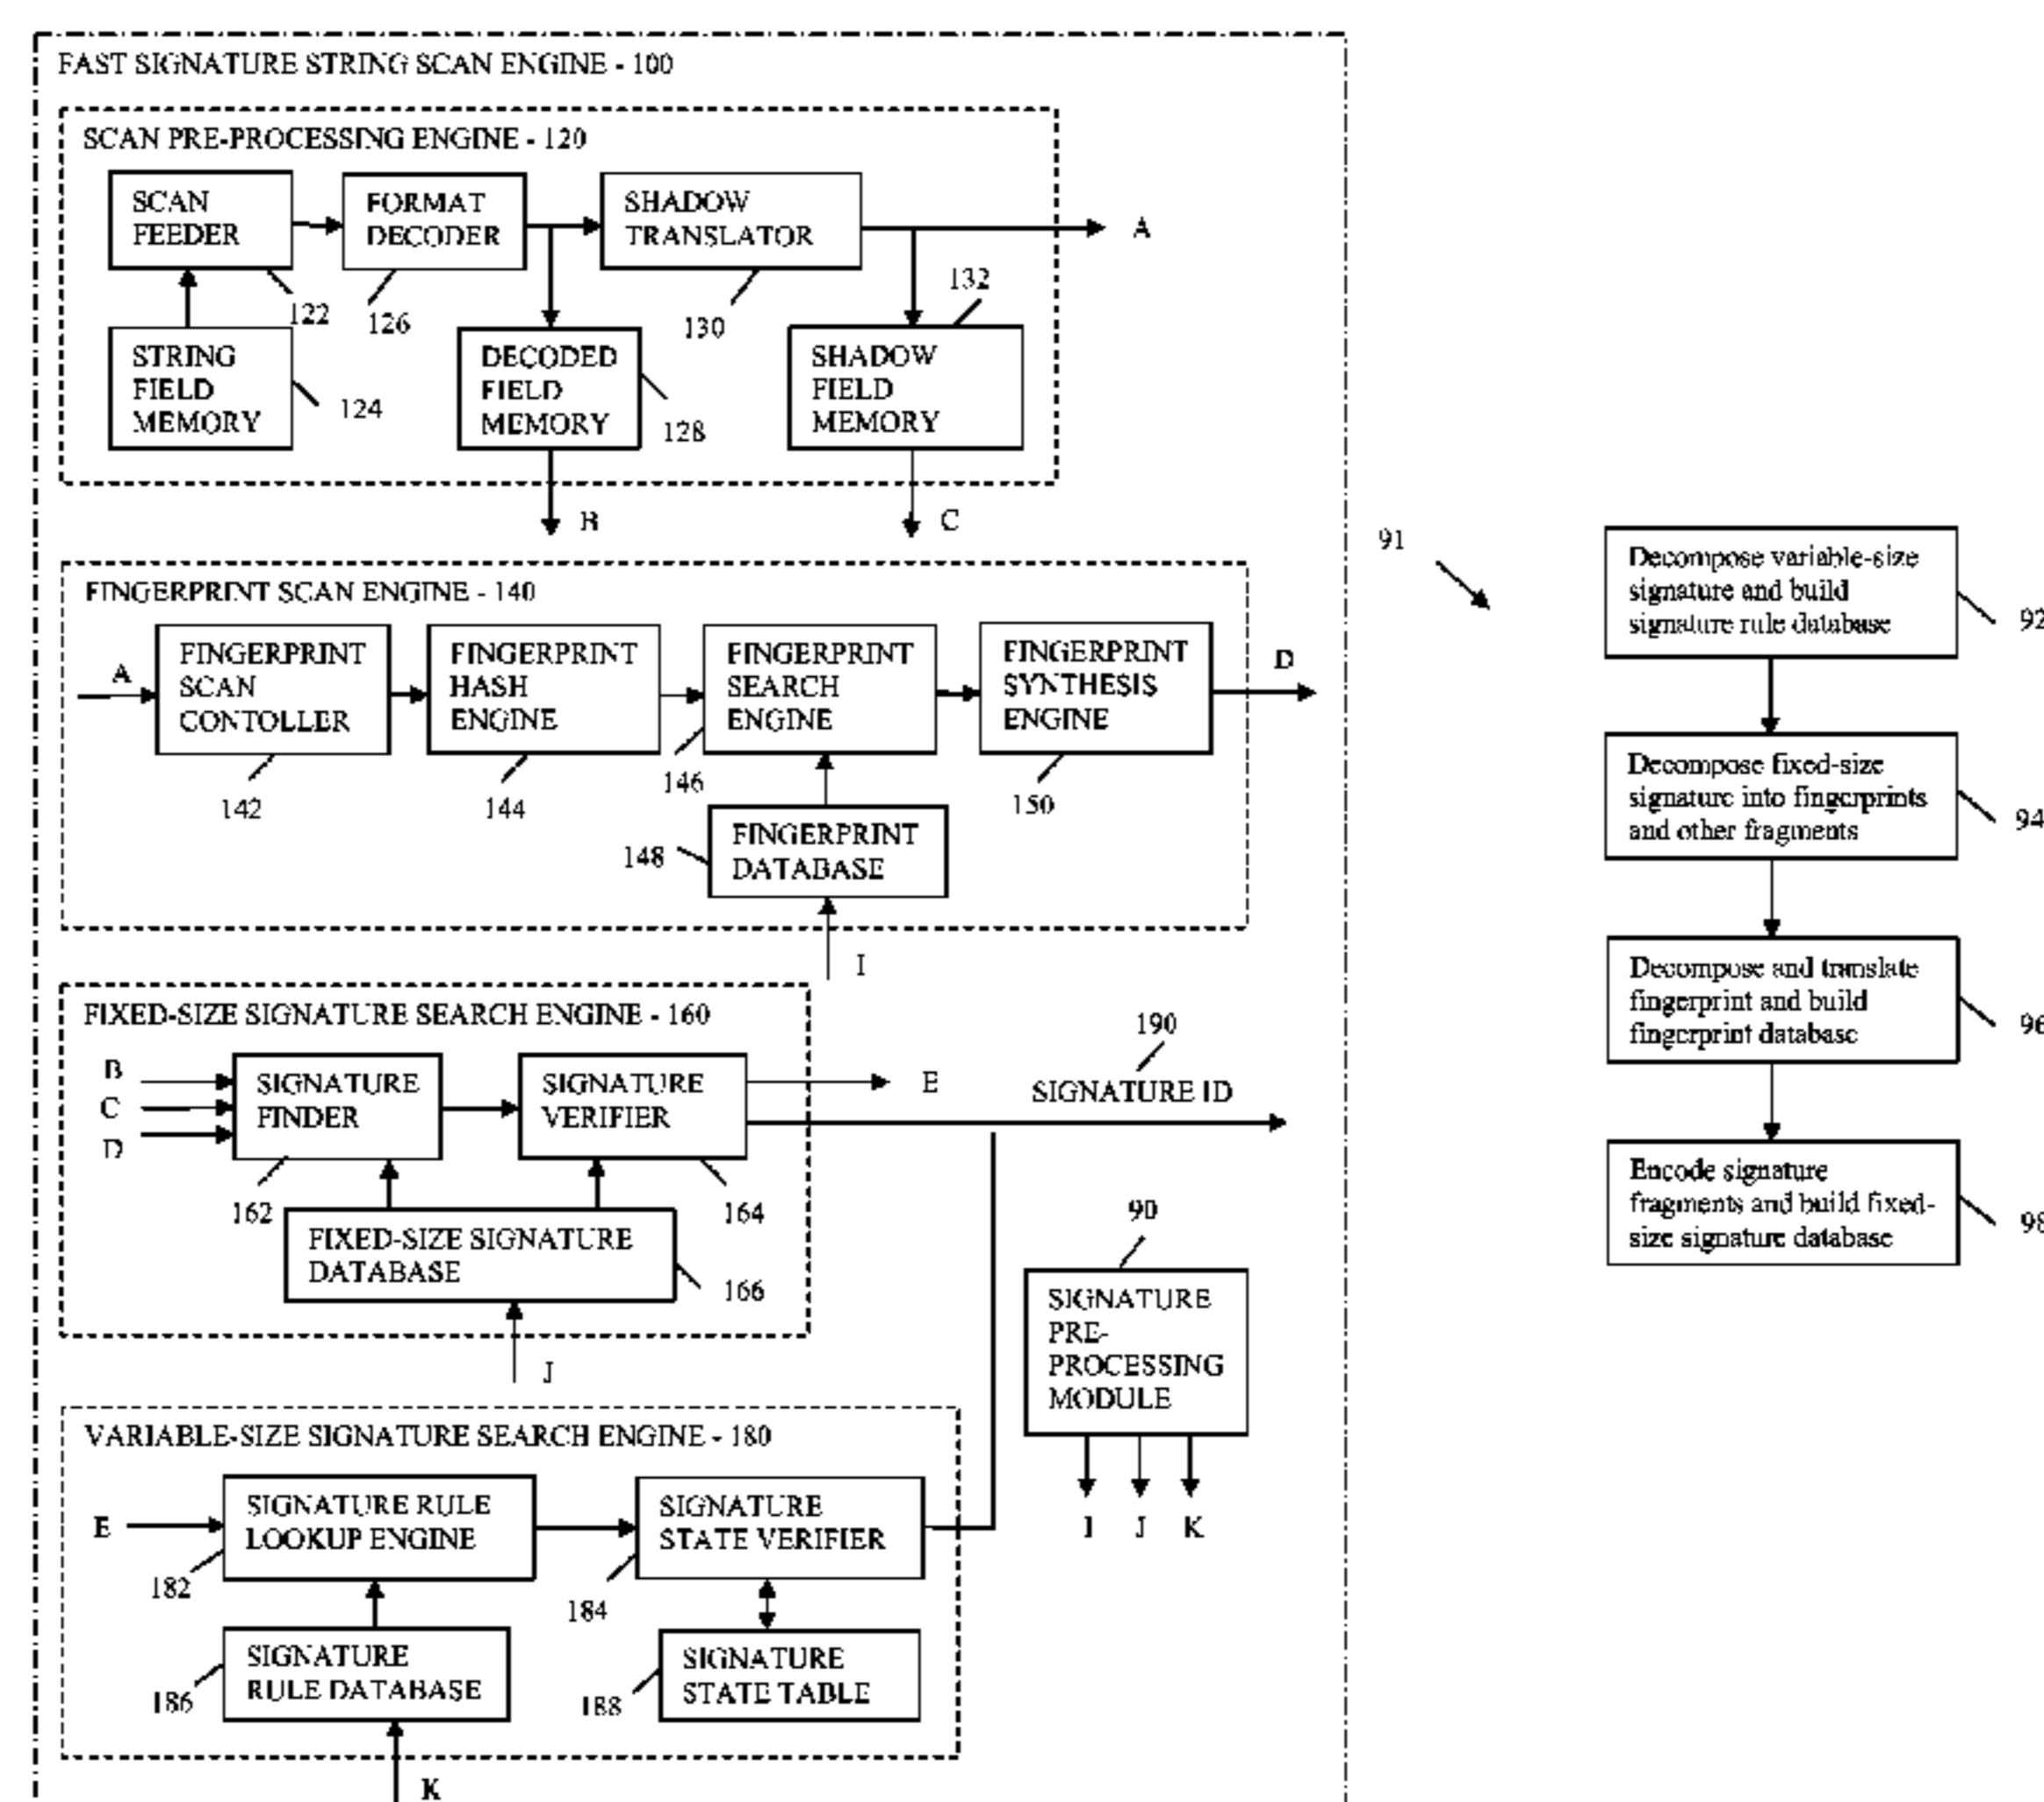 FAST SIGNATURE STRING SCAN ENGINE - 100
SCAN PRE-PROCESSING ENGINE - 120
SCAN
FEEDER
FORMAT
DECODER
SHADOW
TRANSLATOR
A
122
126
130
132
STRING
FIELD
MEMORY
124
DECODED
FIELD
MEMORY
128
SHADOW
FIELD
MEMORY
B
C
FINGERPRINT SCAN ENGINE - 140
A
FINGERPRINT
SCAN
CONTOLLER
FINGERPRINT
HASH
ENGINE
FINGERPRINT
SEARCH
ENGINE
FINGERPRINT
SYNTHESIS
ENGINE
D
142
144
146
150
148
FINGERPRINT
DATABASE
I
FIXED-SIZE SIGNATURE SEARCH ENGINE - 160
B
C
D
SIGNATURE
FINDER
SIGNATURE
VERIFIER
E
190
SIGNATURE ID
162
164
FIXED-SIZE SIGNATURE
DATABASE
166
J
90
SIGNATURE
PRE-
PROCESSING
MODULE
I J K
VARIABLE-SIZE SIGNATURE SEARCH ENGINE - 180
E
SIGNATURE RULE
LOOKUP ENGINE
SIGNATURE
STATE VERIFIER
182
184
SIGNATURE
RULE DATABASE
186
SIGNATURE
STATE TABLE
188
K
91
Decompose variable-size
signature and build
signature rule database
92
Decompose fixed-size
signature into fingerprints
and other fragments
94
Decompose and translate
fingerprint and build
fingerprint database
96
Encode signature
fragments and build fixed-
size signature database
98